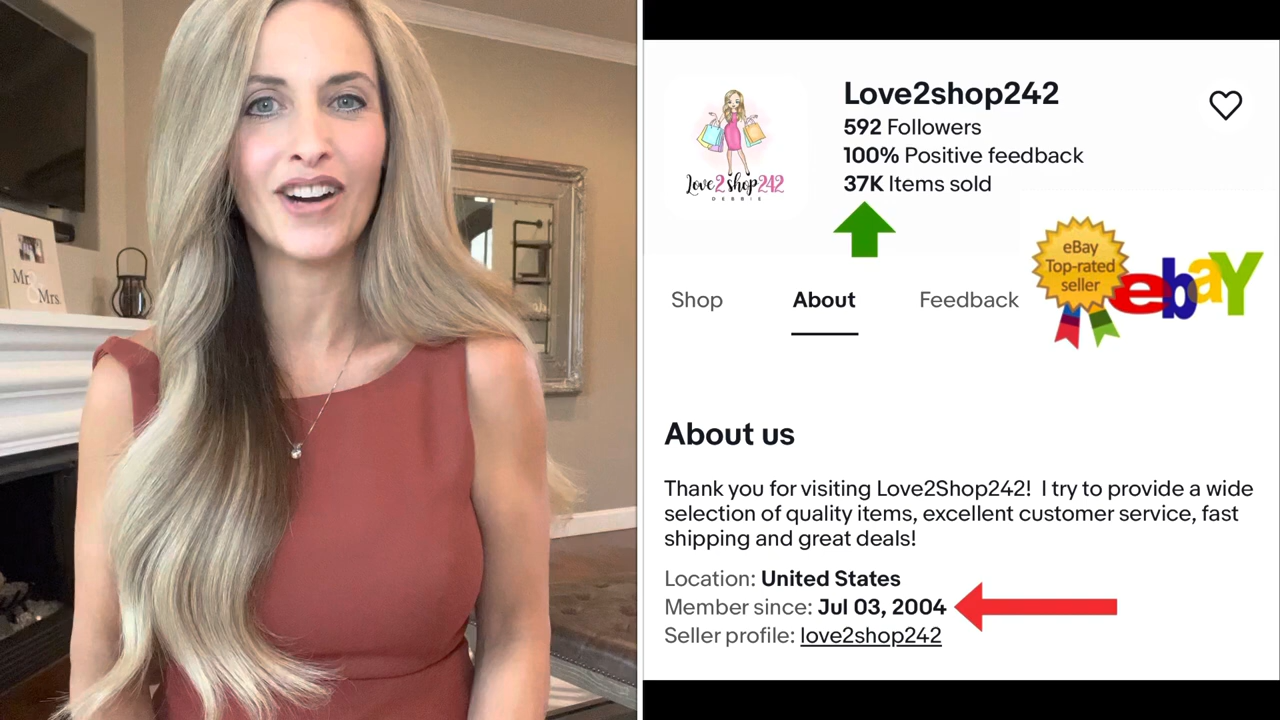 Mr
&
Mrs.
Love2shop242
592 Followers
100% Positive feedback
37K Items sold
Love2shop242
DEBBIE
eBay
Top-rated
seller
ebaY
Shop
About
Feedback
About us
Thank you for visiting Love2Shop242!  I try to provide a wide
selection of quality items, excellent customer service, fast
shipping and great deals!
Location: United States
Member since: Jul 03, 2004
Seller profile: love2shop242